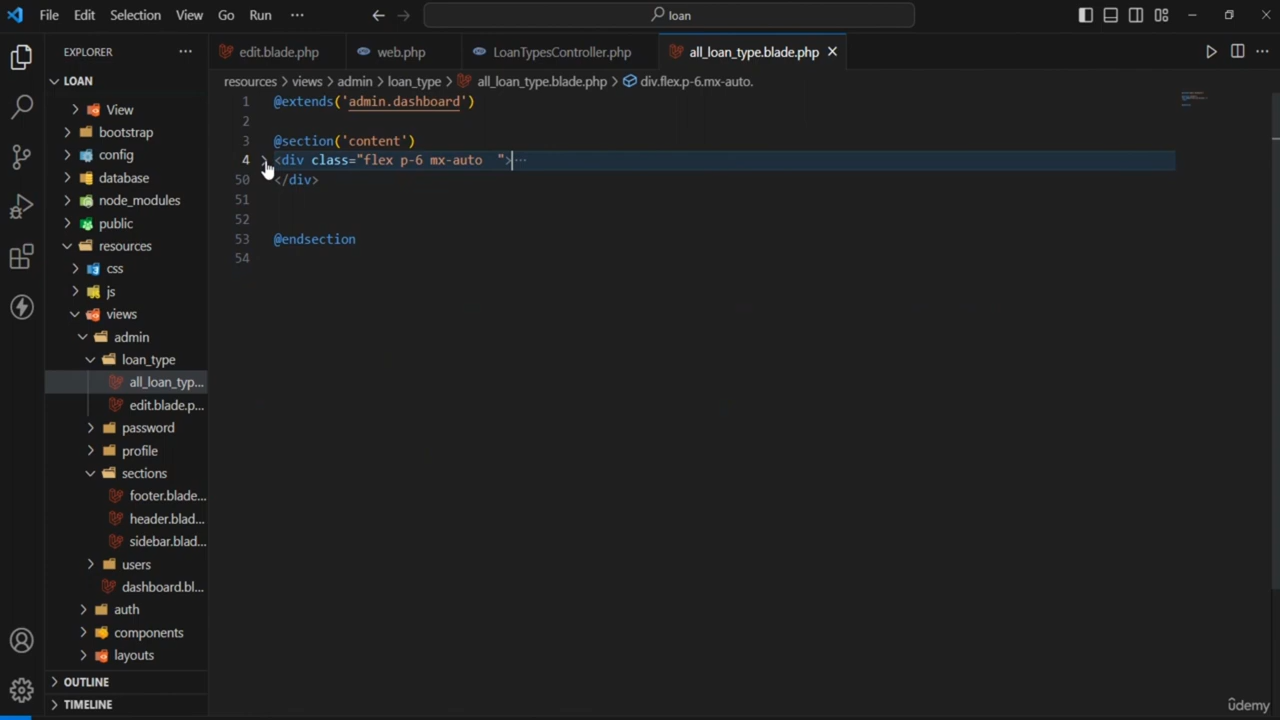 File Edit Selection View Go Run ··· loan
EXPLORER ···
LOAN
View
bootstrap
config
database
node_modules
public
resources
css
js
views
admin
loan_type
all_loan_typ...
edit.blade.p...
password
profile
sections
footer.blade...
header.blad...
sidebar.blad...
users
dashboard.bl...
auth
components
layouts
OUTLINE
TIMELINE
edit.blade.php web.php LoanTypesController.php all_loan_type.blade.php
resources > views > admin > loan_type > all_loan_type.blade.php > div.flex.p-6.mx-auto.
1 @extends('admin.dashboard')
2
3 @section('content')
4 <div class="flex p-6 mx-auto  ">···
50 </div>
51
52
53 @endsection
54
ûdemy